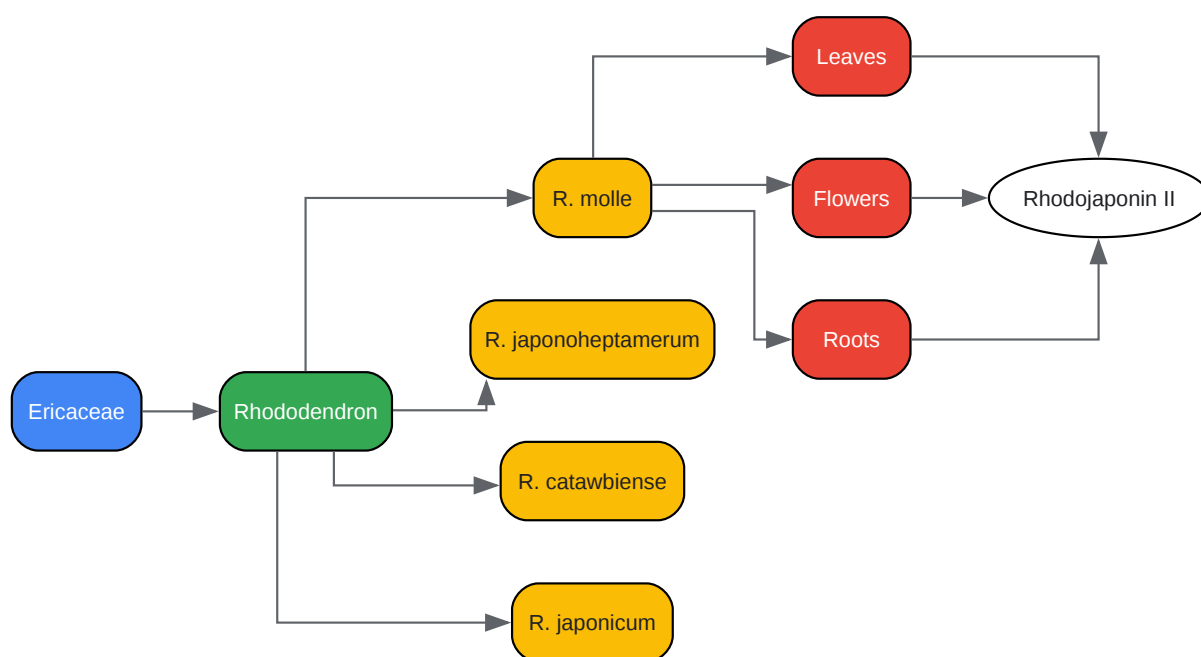 Leaves
R. molle
Flowers
Rhodojaponin II
R. japonoheptamerum
Roots
Ericaceae
Rhododendron
R. catawbiense
R. japonicum